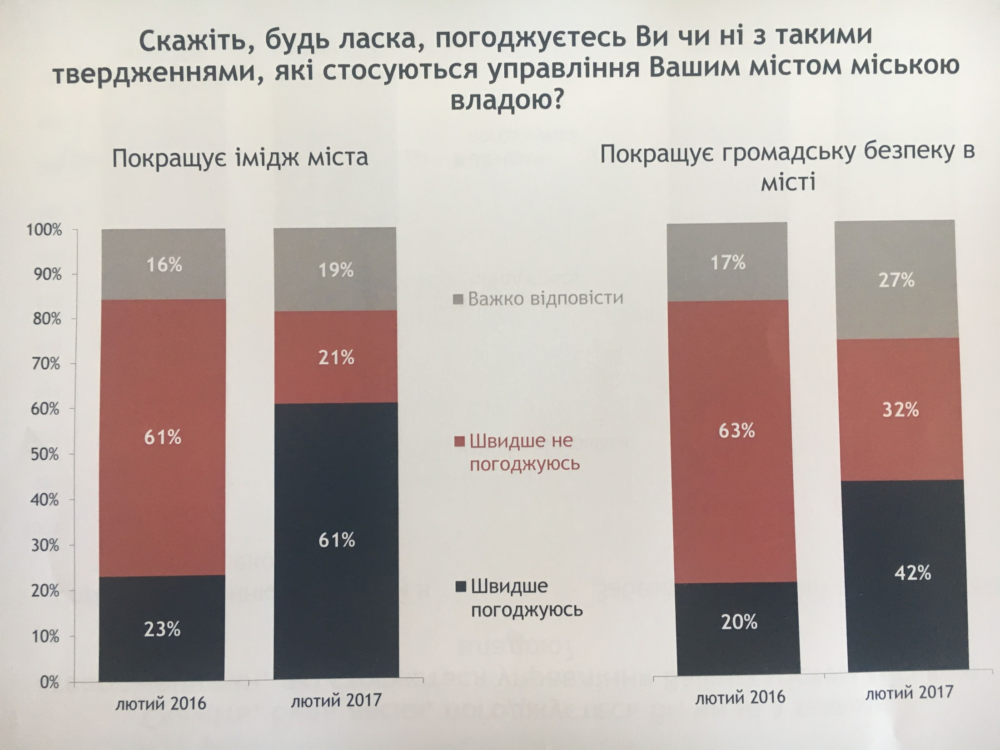 Скажіть, будь ласка, погоджуєтесь Ви чи ні з такими
твердженнями, які стосуються управління Вашим містом міською
владою?
Покращує імідж міста
100%
90%
80%
70%
60%
50%
40%
30%
20%
10%
0%
16%
61%
23%
19%
21%
61%
лютий 2016
лютий 2017
Важко відповісти
Швидше не
погоджуюсь
Швидше
погоджуюсь
Покращує громадську безпеку в
місті
17%
63%
20%
27%
32%
42%
лютий 2016
лютий 2017